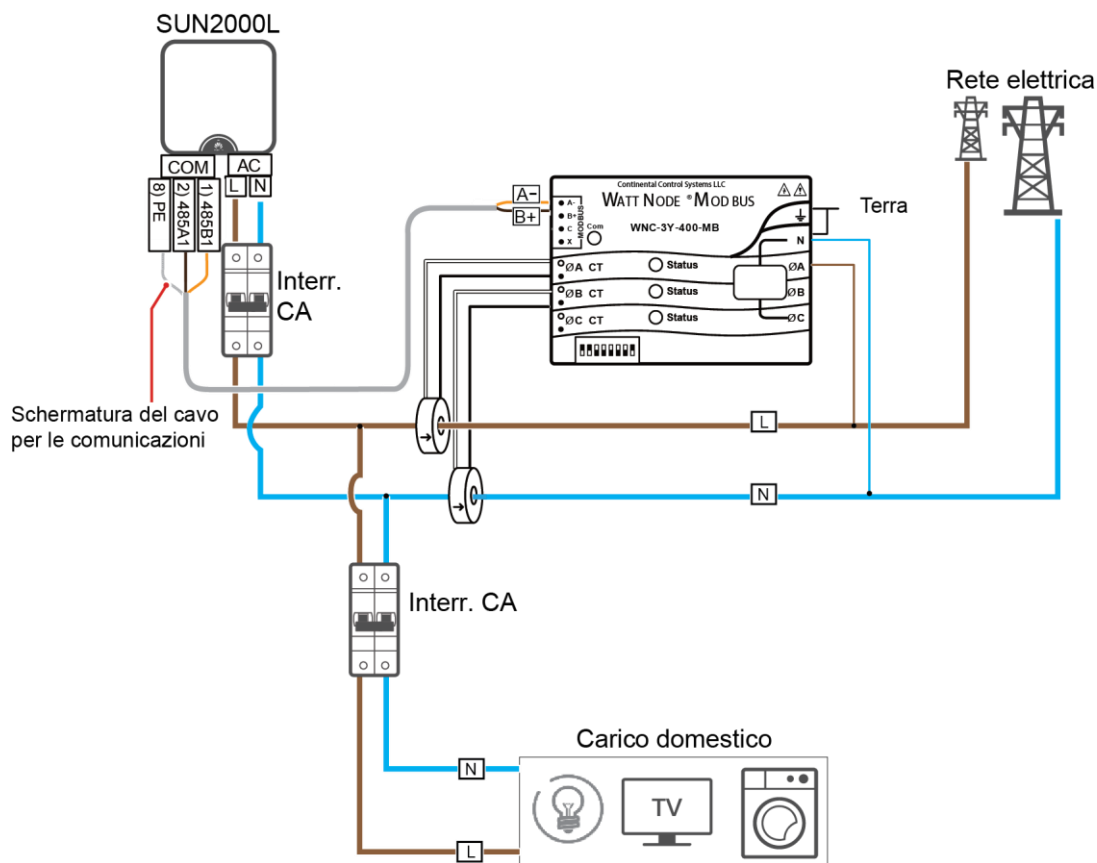 SUN2000L
COM
AC
8) PE
2) 485A1
1) 485B1
L
N
Interr.
CA
Schermatura del cavo
per le comunicazioni
A-
B+
Continental Control Systems LLC
WATT NODE ® MODBUS
WNC-3Y-400-MB
A-
B+
C
X
MODBUS
Com
ØA CT
Status
ØB CT
Status
ØC CT
Status
N
ØA
ØB
ØC
Terra
Rete elettrica
L
N
Interr. CA
Carico domestico
N
L
TV